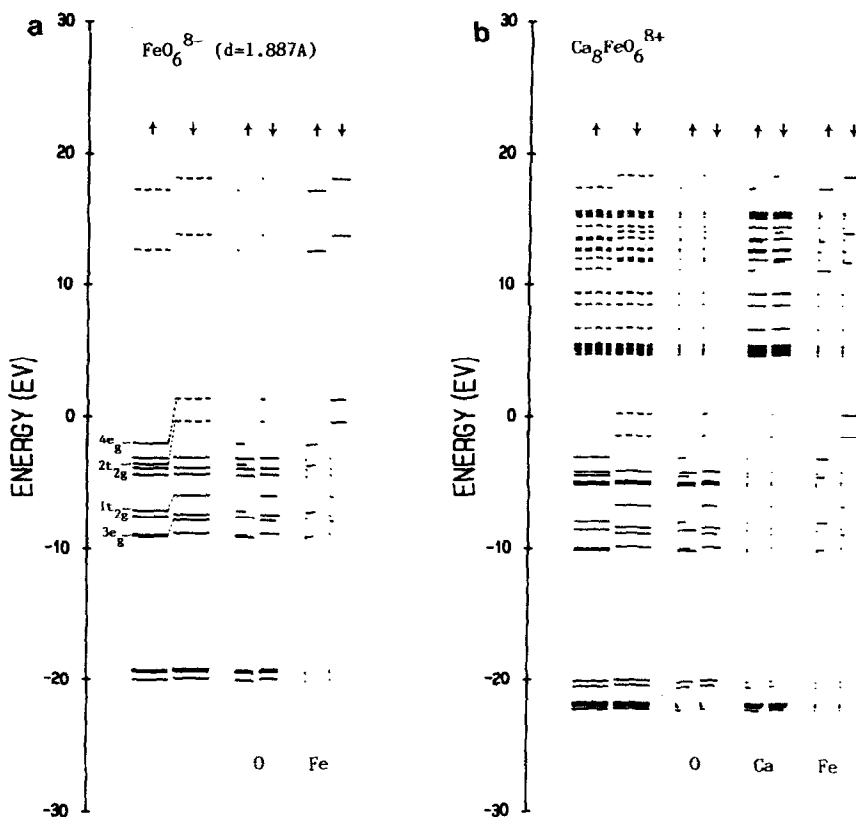 a
FeO6^8- (d=1.887A)
↑ ↓ ↑ ↓ ↑ ↓
30
20
10
0
-10
-20
-30
ENERGY (EV)
4eg
2t2g
1t2g
3eg
O Fe
b
Ca8FeO6^8+
↑ ↓ ↑ ↓ ↑ ↓ ↑ ↓
30
20
10
0
-10
-20
-30
ENERGY (EV)
O Ca Fe